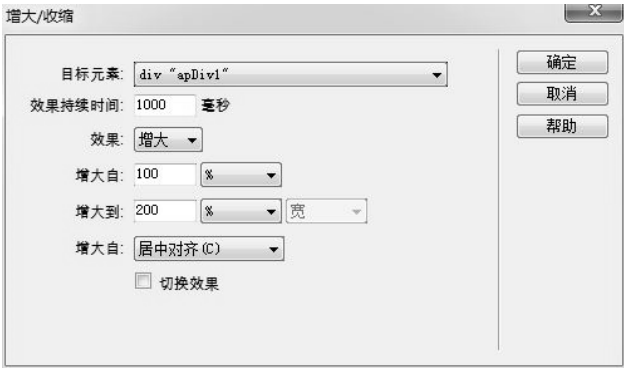 增大/收缩
目标元素: div "apDiv1"
效果持续时间: 1000 毫秒
效果: 增大
增大自: 100 %
增大到: 200 % 宽
增大自: 居中对齐(C)
切换效果
确定
取消
帮助